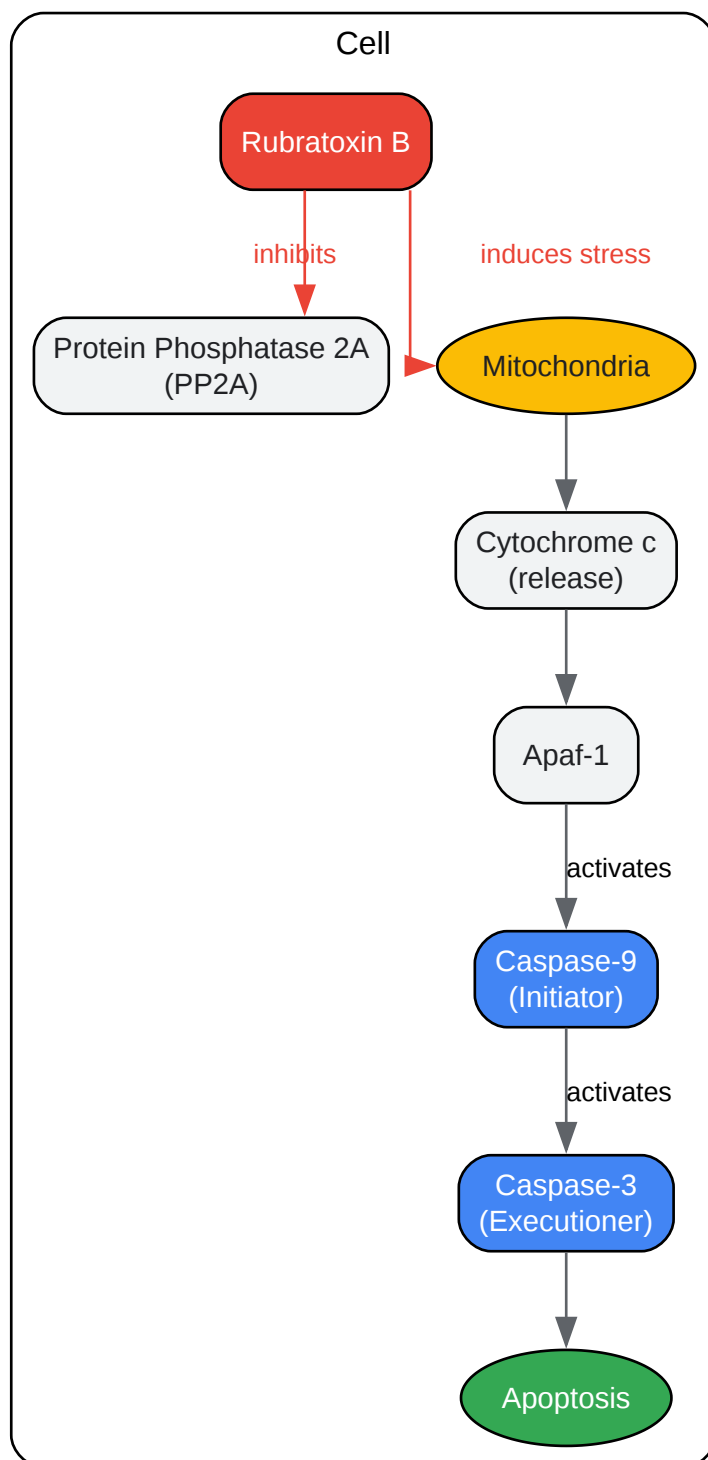 Cell
Rubratoxin B
inhibits
induces stress
Protein Phosphatase 2A
(PP2A)
Mitochondria
Cytochrome c
(release)
Apaf-1
activates
Caspase-9
(Initiator)
activates
Caspase-3
(Executioner)
Apoptosis